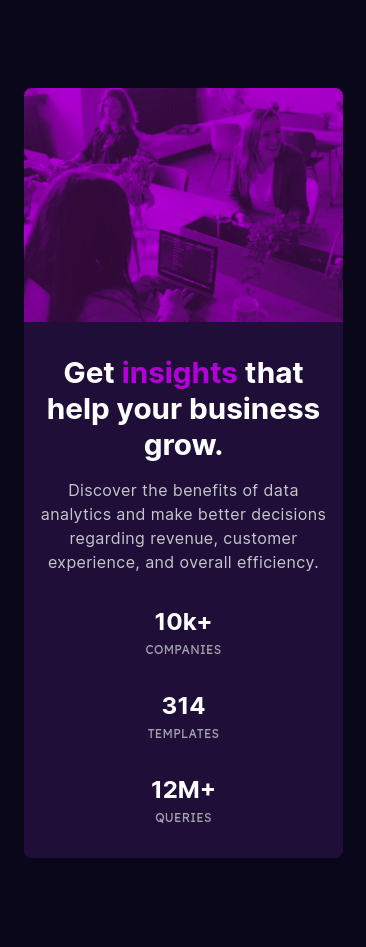 Get insights that
help your business
grow.
Discover the benefits of data
analytics and make better decisions
regarding revenue, customer
experience, and overall efficiency.
10k+
COMPANIES
314
TEMPLATES
12M+
QUERIES